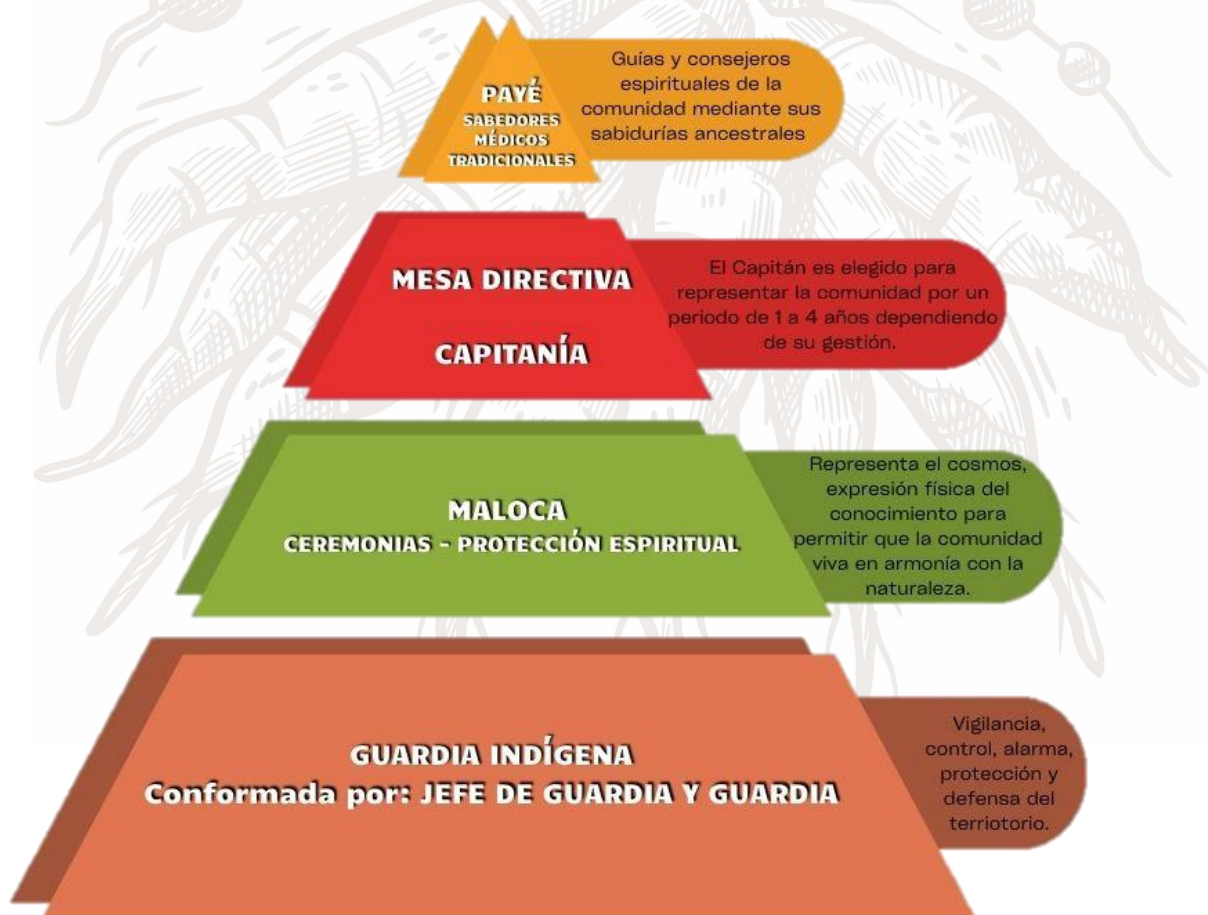 PAYÉ
SABEDORES
MÉDICOS
TRADICIONALES
Guías y consejeros
espirituales de la
comunidad mediante sus
sabidurías ancestrales
MESA DIRECTIVA
CAPITANÍA
El Capitán es elegido para
representar la comunidad por un
periodo de 1 a 4 años dependiendo
de su gestión.
MALOCA
CEREMONIAS - PROTECCIÓN ESPIRITUAL
Representa el cosmos,
expresión física del
conocimiento para
permitir que la comunidad
viva en armonía con la
naturaleza.
GUARDIA INDÍGENA
Conformada por: JEFE DE GUARDIA Y GUARDIA
Vigilancia,
control, alarma,
protección y
defensa del
terriotorio.